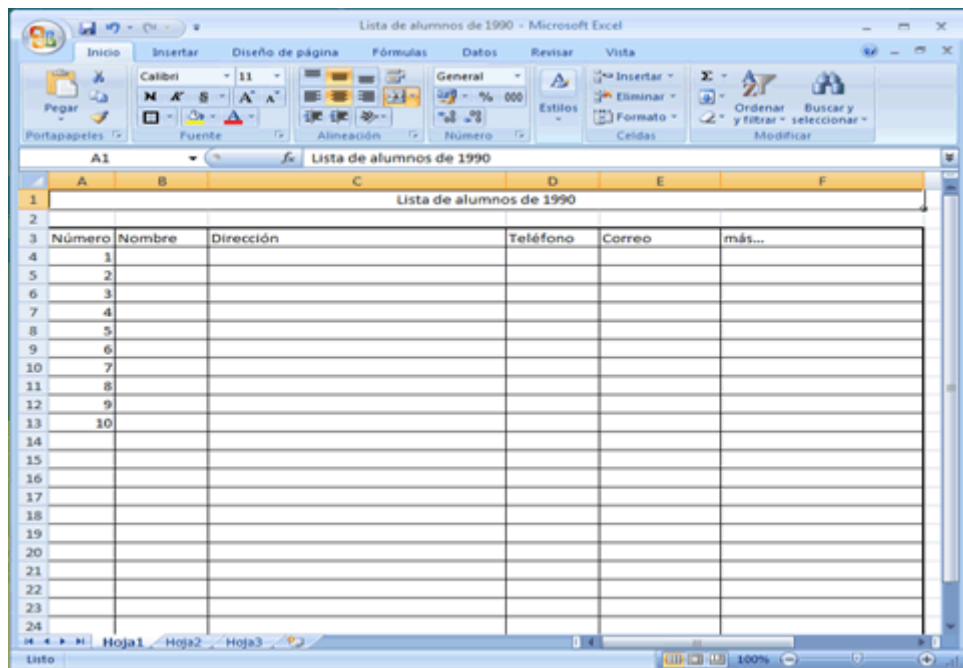 Lista de alumnos de 1990 - Microsoft Excel
Inicio Insertar Diseño de página Fórmulas Datos Revisar Vista
Calibri 11 General Σ
Insertar
N K S A A % 000 Eliminar
Pegar Estilos Ordenar y filtrar Buscar y seleccionar
A Formato
Portapapeles Fuente Alineación Número Celdas Modificar
A1 fx Lista de alumnos de 1990
A B C D E F
1 Lista de alumnos de 1990
2
3 Número Nombre Dirección Teléfono Correo más...
4 1
5 2
6 3
7 4
8 5
9 6
10 7
11 8
12 9
13 10
14
15
16
17
18
19
20
21
22
23
24
Hoja1 Hoja2 Hoja3
Listo 100%